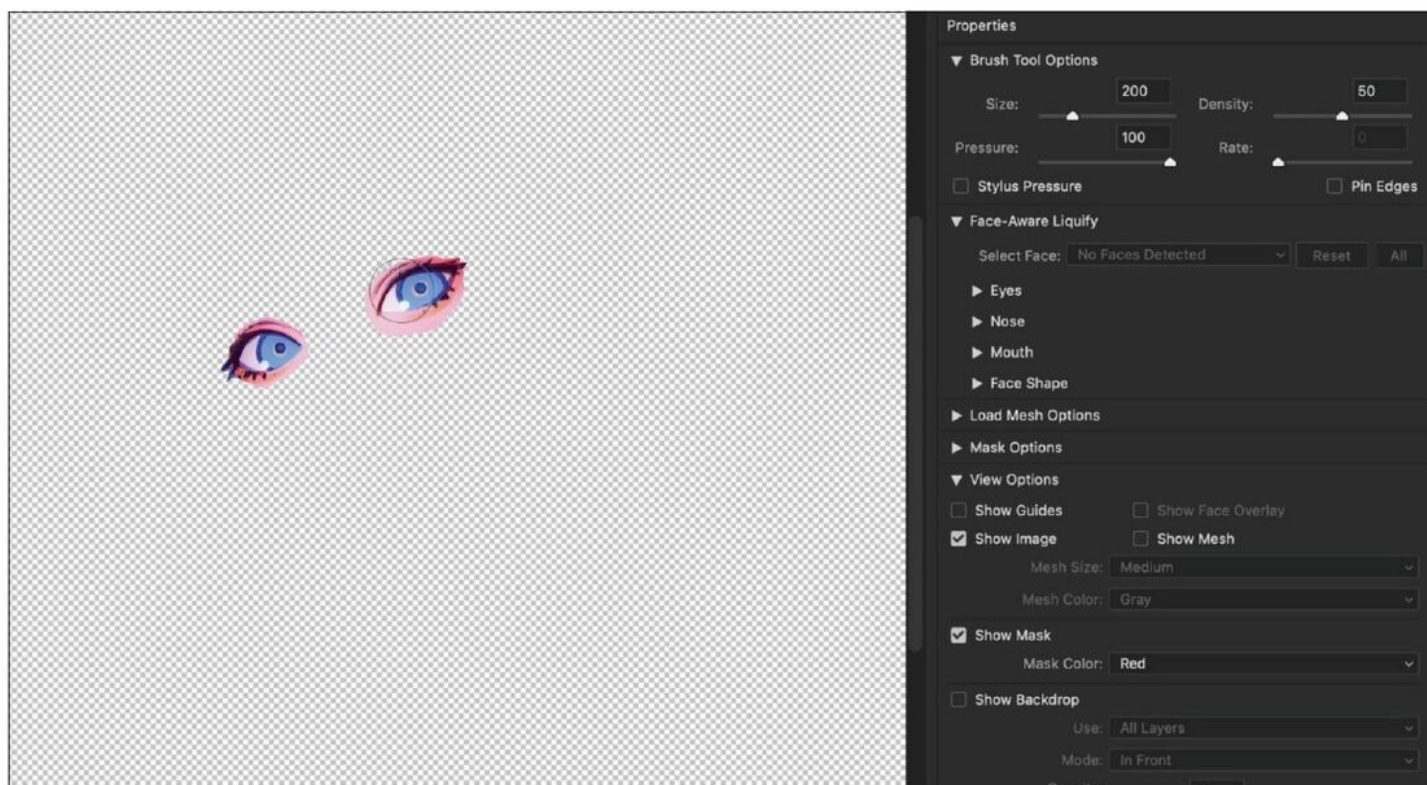 Properties
Brush Tool Options
Size: 200 Density: 50
Pressure: 100 Rate: 0
Stylus Pressure Pin Edges
Face-Aware Liquify
Select Face: No Faces Detected Reset All
Eyes
Nose
Mouth
Face Shape
Load Mesh Options
Mask Options
View Options
Show Guides Show Face Overlay
Show Image Show Mesh
Mesh Size: Medium
Mesh Color: Gray
Show Mask
Mask Color: Red
Show Backdrop
Use: All Layers
Mode: In Front